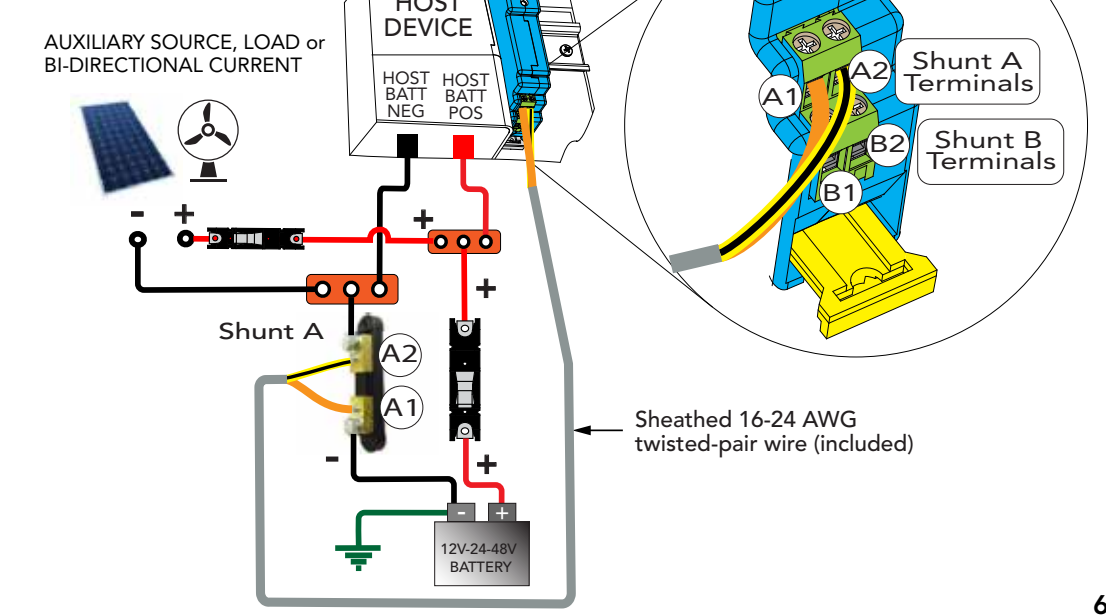 HOST
DEVICE
AUXILIARY SOURCE, LOAD or
BI-DIRECTIONAL CURRENT
HOST
BATT
NEG
HOST
BATT
POS
A1
A2
Shunt A
Terminals
B2
Shunt B
Terminals
B1
- +
+
+
Shunt A
A2
A1
Sheathed 16-24 AWG
twisted-pair wire (included)
-
+
- +
12V-24-48V
BATTERY
6